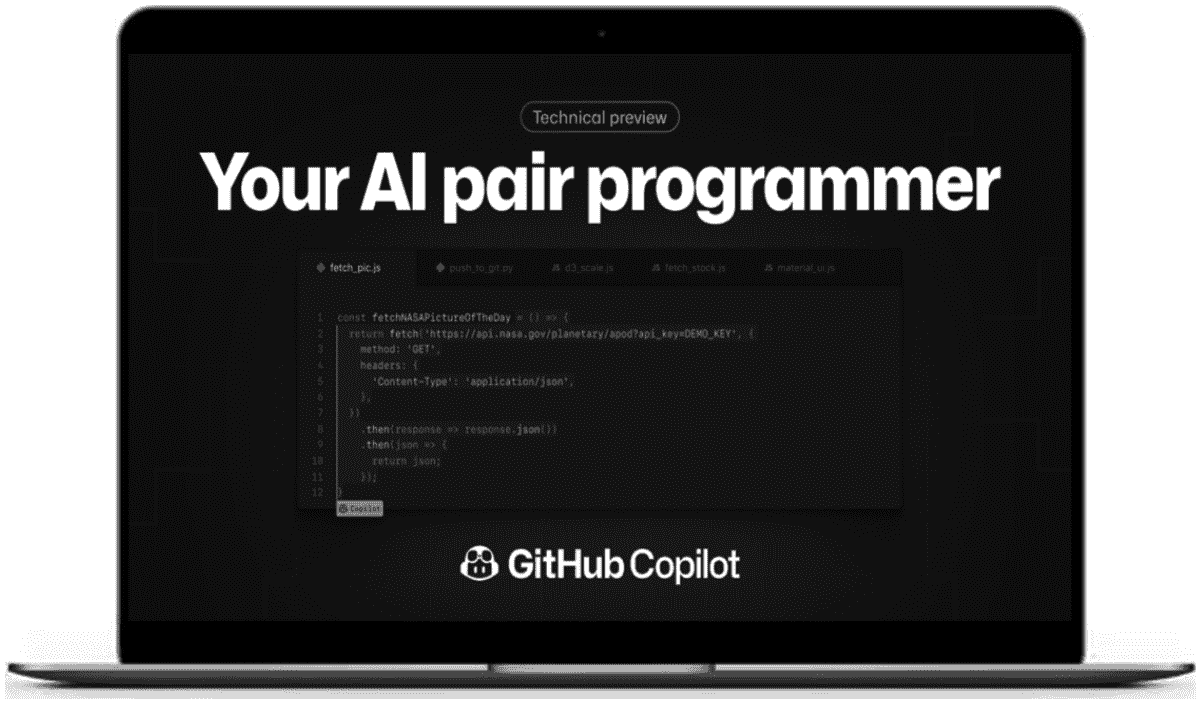 Technical preview
Your AI pair programmer
fetch_pic.js push_to_git.py d3_scale.js fetch_stock.js material_ui.js
1 const fetchNASAPictureOfTheDay = () => {
2 return fetch('https://api.nasa.gov/planetary/apod?api_key=DEMO_KEY', {
3 method: 'GET',
4 headers: {
5 'Content-Type': 'application/json',
6 },
7 })
8 .then(response => response.json())
9 .then(json => {
10 return json;
11 });
12 }
Copilot
GitHub Copilot